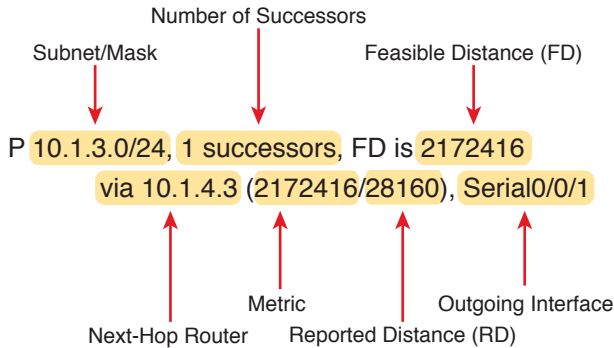 Number of Successors
Subnet/Mask
Feasible Distance (FD)
P 10.1.3.0/24, 1 successors, FD is 2172416
via 10.1.4.3 (2172416/28160), Serial0/0/1
Metric
Outgoing Interface
Next-Hop Router
Reported Distance (RD)